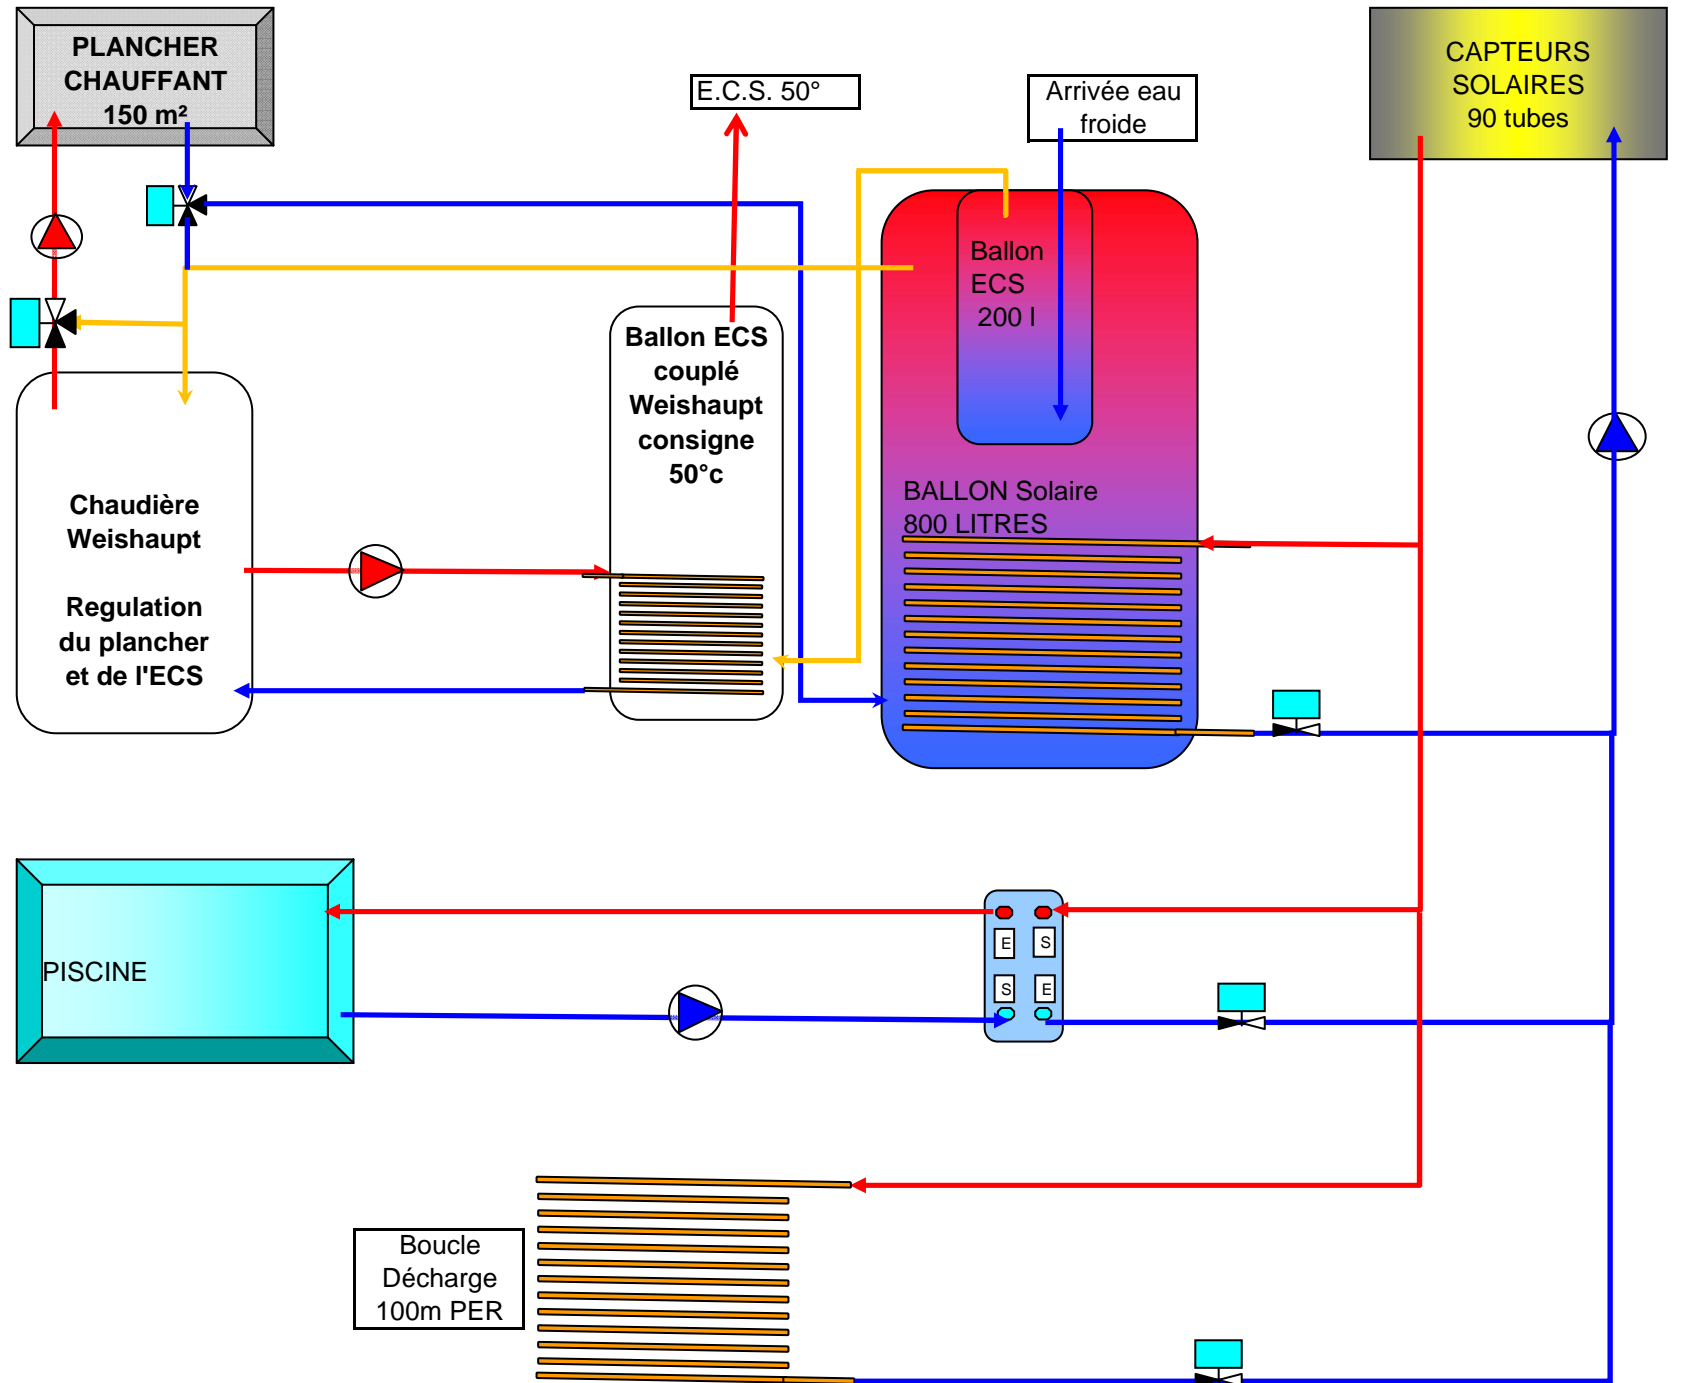 PLANCHER
CHAUFFANT
150 m²
E.C.S. 50°
Arrivée eau
froide
CAPTEURS
SOLAIRES
90 tubes
Ballon
ECS
200 l
Ballon ECS
couplé
Weishaupt
consigne
50°c
BALLON Solaire
800 LITRES
Chaudière
Weishaupt
Regulation
du plancher
et de l'ECS
PISCINE
E
S
S
E
Boucle
Décharge
100m PER